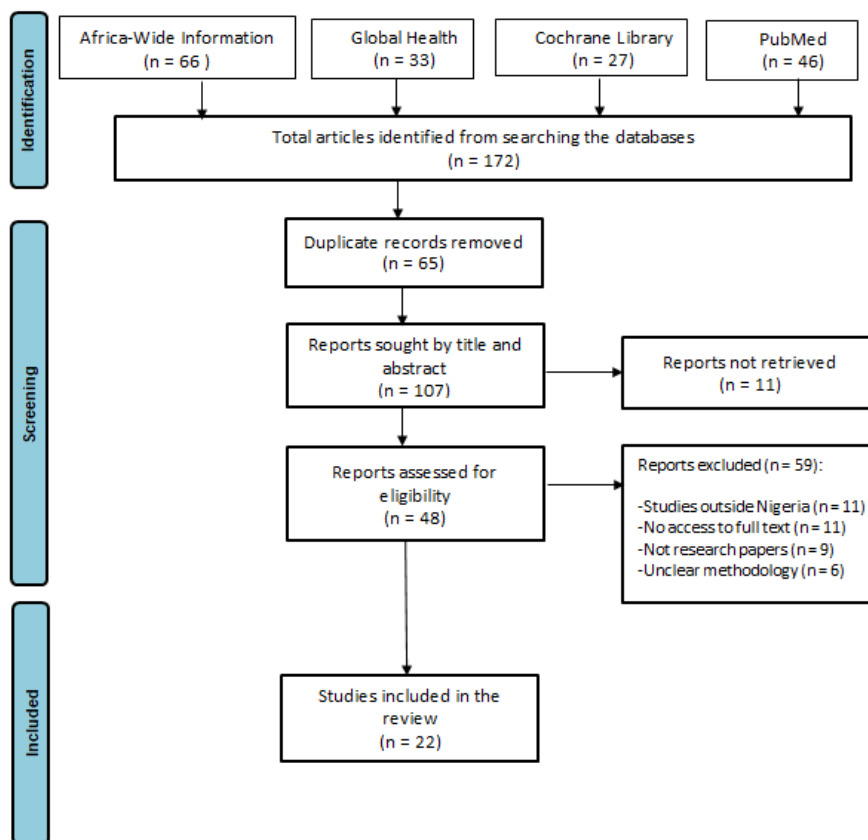 Identification
Africa-Wide Information
(n = 66 )
Global Health
(n = 33)
Cochrane Library
(n = 27)
PubMed
(n = 46)
Total articles identified from searching the databases
(n = 172)
Screening
Duplicate records removed
(n = 65)
Reports sought by title and
abstract
(n = 107)
Reports not retrieved
(n = 11)
Reports assessed for
eligibility
(n = 48)
Reports excluded (n = 59):
-Studies outside Nigeria (n = 11)
-No access to full text (n = 11)
-Not research papers (n = 9)
-Unclear methodology (n = 6)
Included
Studies included in the
review
(n = 22)